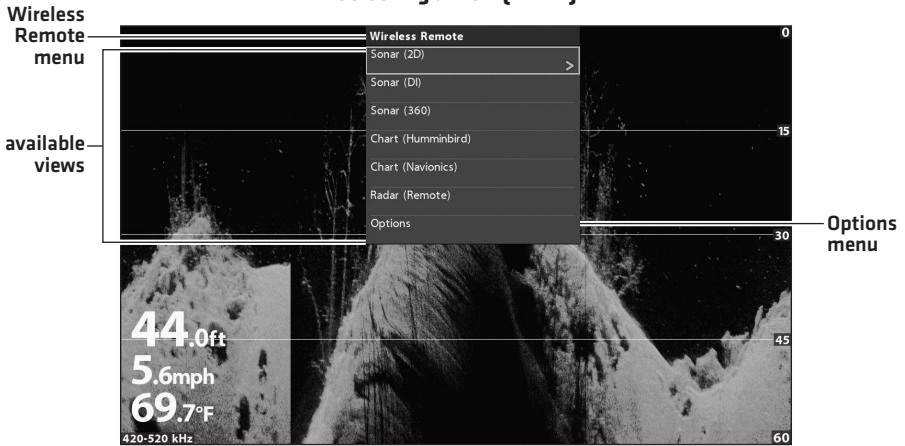 Wireless
Remote
menu
available
views
Wireless Remote
Sonar (2D)
>
Sonar (DI)
Sonar (360)
Chart (Humminbird)
Chart (Navionics)
Radar (Remote)
Options
Options
menu
0
15
30
45
60
44.0ft
5.6mph
69.7°F
420-520 kHz